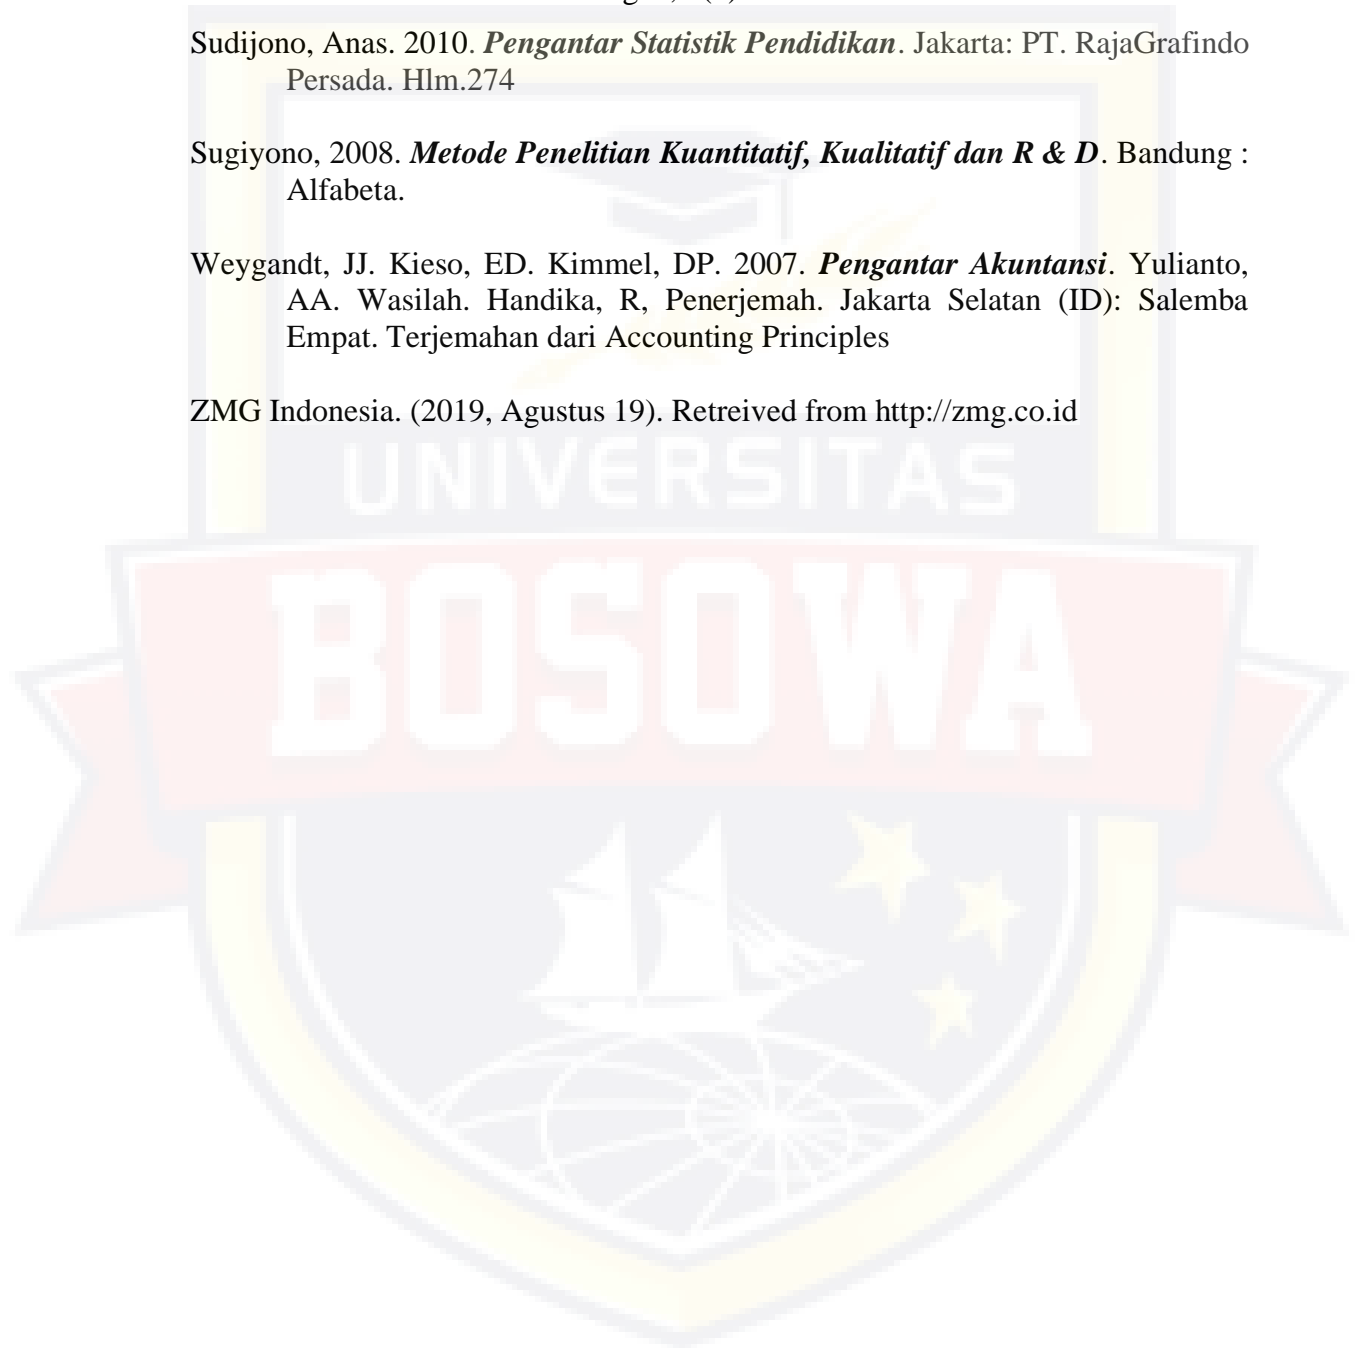 Sudijono, Anas. 2010. Pengantar Statistik Pendidikan. Jakarta: PT. RajaGrafindo
Persada. Hlm.274
Sugiyono, 2008. Metode Penelitian Kuantitatif, Kualitatif dan R & D. Bandung :
Alfabeta.
Weygandt, JJ. Kieso, ED. Kimmel, DP. 2007. Pengantar Akuntansi. Yulianto,
AA. Wasilah. Handika, R, Penerjemah. Jakarta Selatan (ID): Salemba
Empat. Terjemahan dari Accounting Principles
ZMG Indonesia. (2019, Agustus 19). Retreived from http://zmg.co.id
UNIVERSITAS
BOSOWA